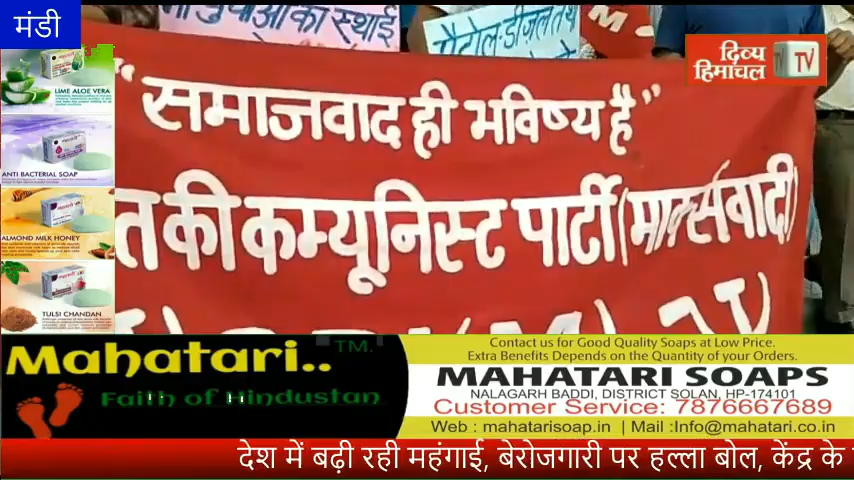 मंडी
का स्थाई
पैट्रोल-डीजल
दिव्य
हिमाचल TV
"समाजवाद ही भविष्य है"
त की कम्यूनिस्ट पार्टी (मार्क्सवादी)
LIME ALOE VERA
ANTI BACTERIAL SOAP
ALMOND MILK HONEY
TULSI CHANDAN
Mahatari.. TM.
Faith of Hindustan
Contact us for Good Quality Soaps at Low Price.
Extra Benefits Depends on the Quantity of your Orders.
MAHATARI SOAPS
NALAGARH BADDI, DISTRICT SOLAN, HP-174101
Customer Service: 7876667689
Web : mahatarisoap.in | Mail :Info@mahatari.co.in
देश में बढ़ी रही महंगाई, बेरोजगारी पर हल्ला बोल, केंद्र के